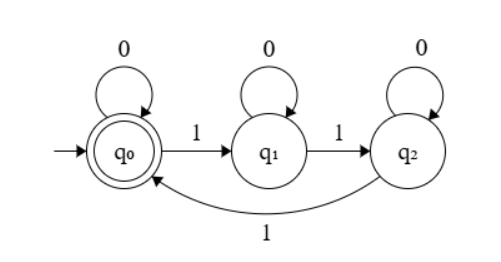 0 0 0
1 1
q₀ q₁ q₂
1